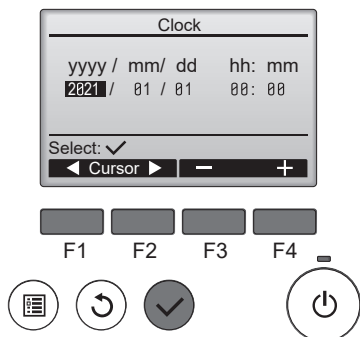 Clock
yyyy / mm/ dd hh: mm
2021 / 01 / 01 00: 00
Select: ✓
◀ Cursor ▶ − +
F1 F2 F3 F4